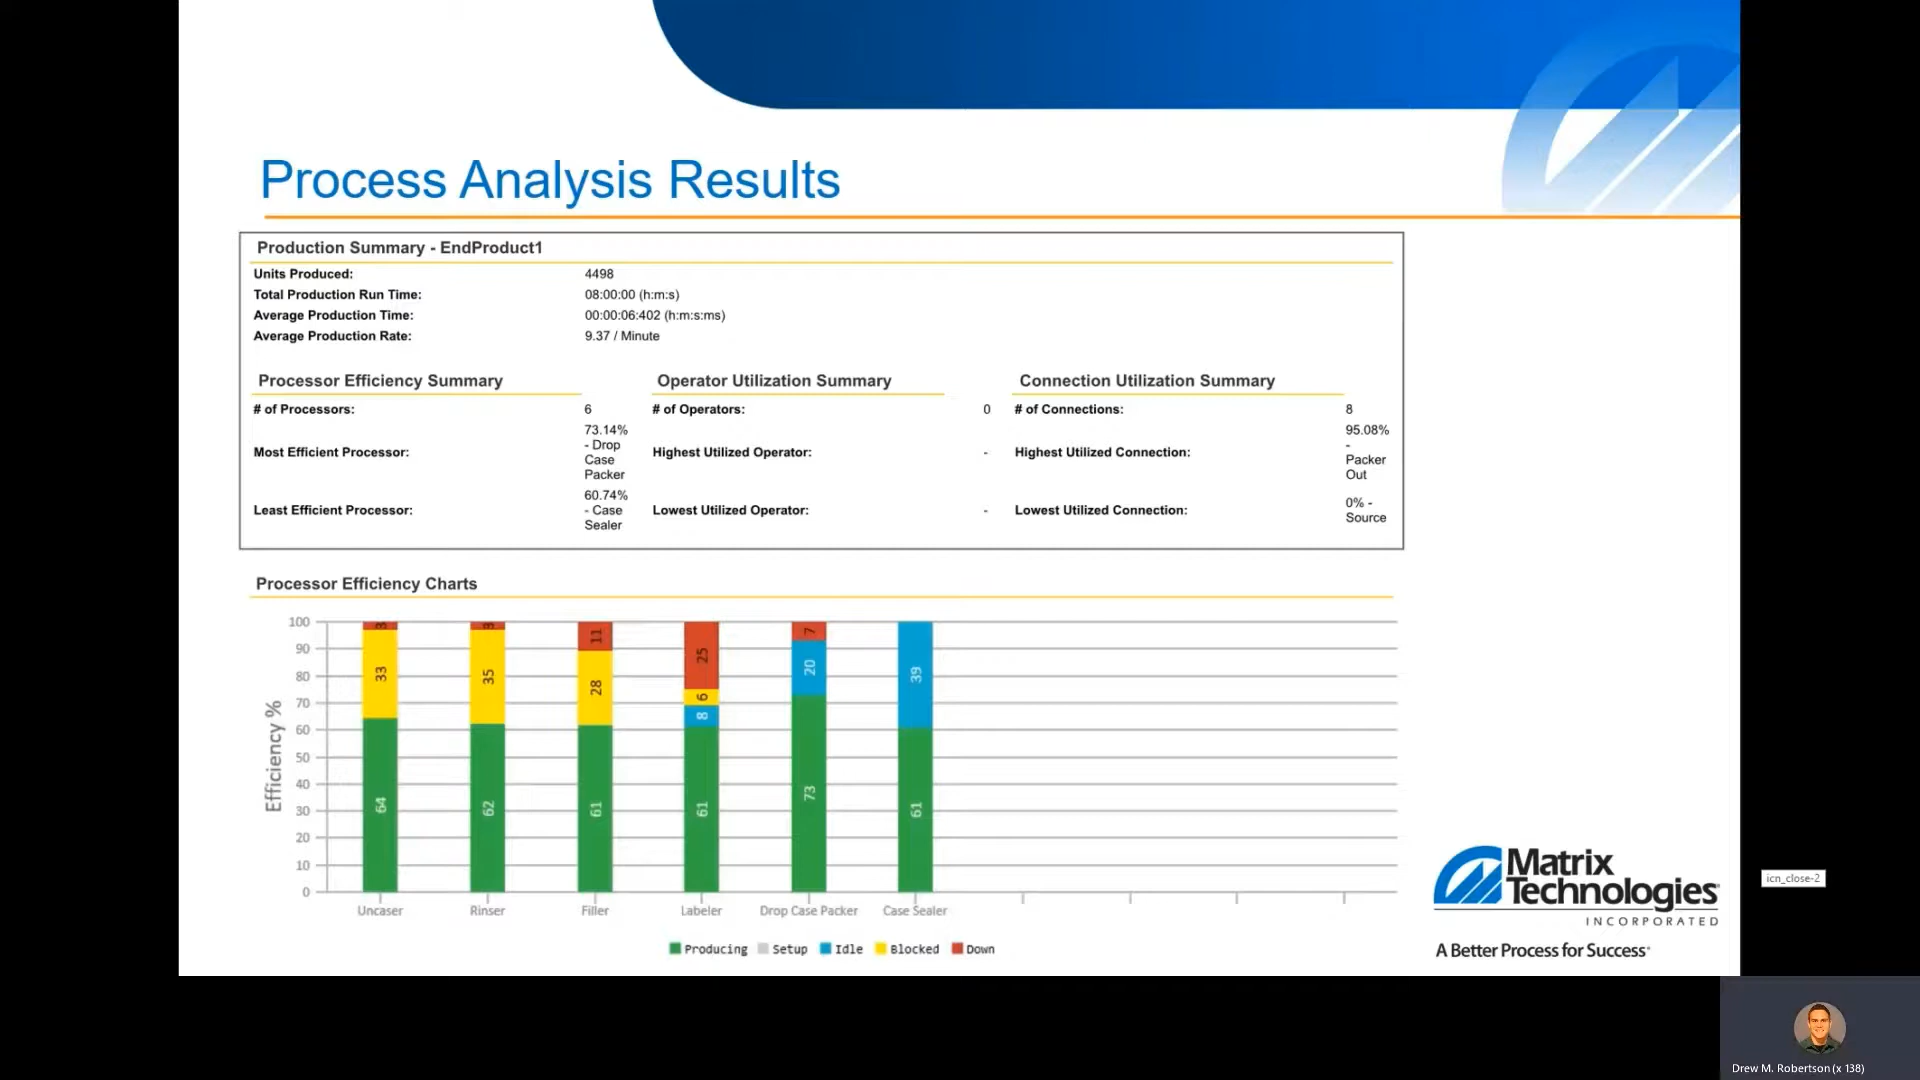 Process Analysis Results
Production Summary - EndProduct1
Units Produced: 4498
Total Production Run Time: 08:00:00 (h:m:s)
Average Production Time: 00:00:06:402 (h:m:s:ms)
Average Production Rate: 9.37 / Minute
Processor Efficiency Summary
# of Processors: 6
Most Efficient Processor:
73.14%
- Drop
Case
Packer
Least Efficient Processor:
60.74%
- Case
Sealer
Operator Utilization Summary
# of Operators: 0
Highest Utilized Operator: -
Lowest Utilized Operator: -
Connection Utilization Summary
# of Connections: 8
Highest Utilized Connection:
95.08%
-
Packer
Out
Lowest Utilized Connection:
0% -
Source
Processor Efficiency Charts
Efficiency %
100
90
80
70
60
50
40
30
20
10
0
3
33
64
3
35
62
11
28
61
25
6
8
61
7
20
73
39
61
Uncaser Rinser Filler Labeler Drop Case Packer Case Sealer
Producing Setup Idle Blocked Down
Matrix
Technologies
INCORPORATED
A Better Process for Success
icn_close-2
Drew M. Robertson (x 138)